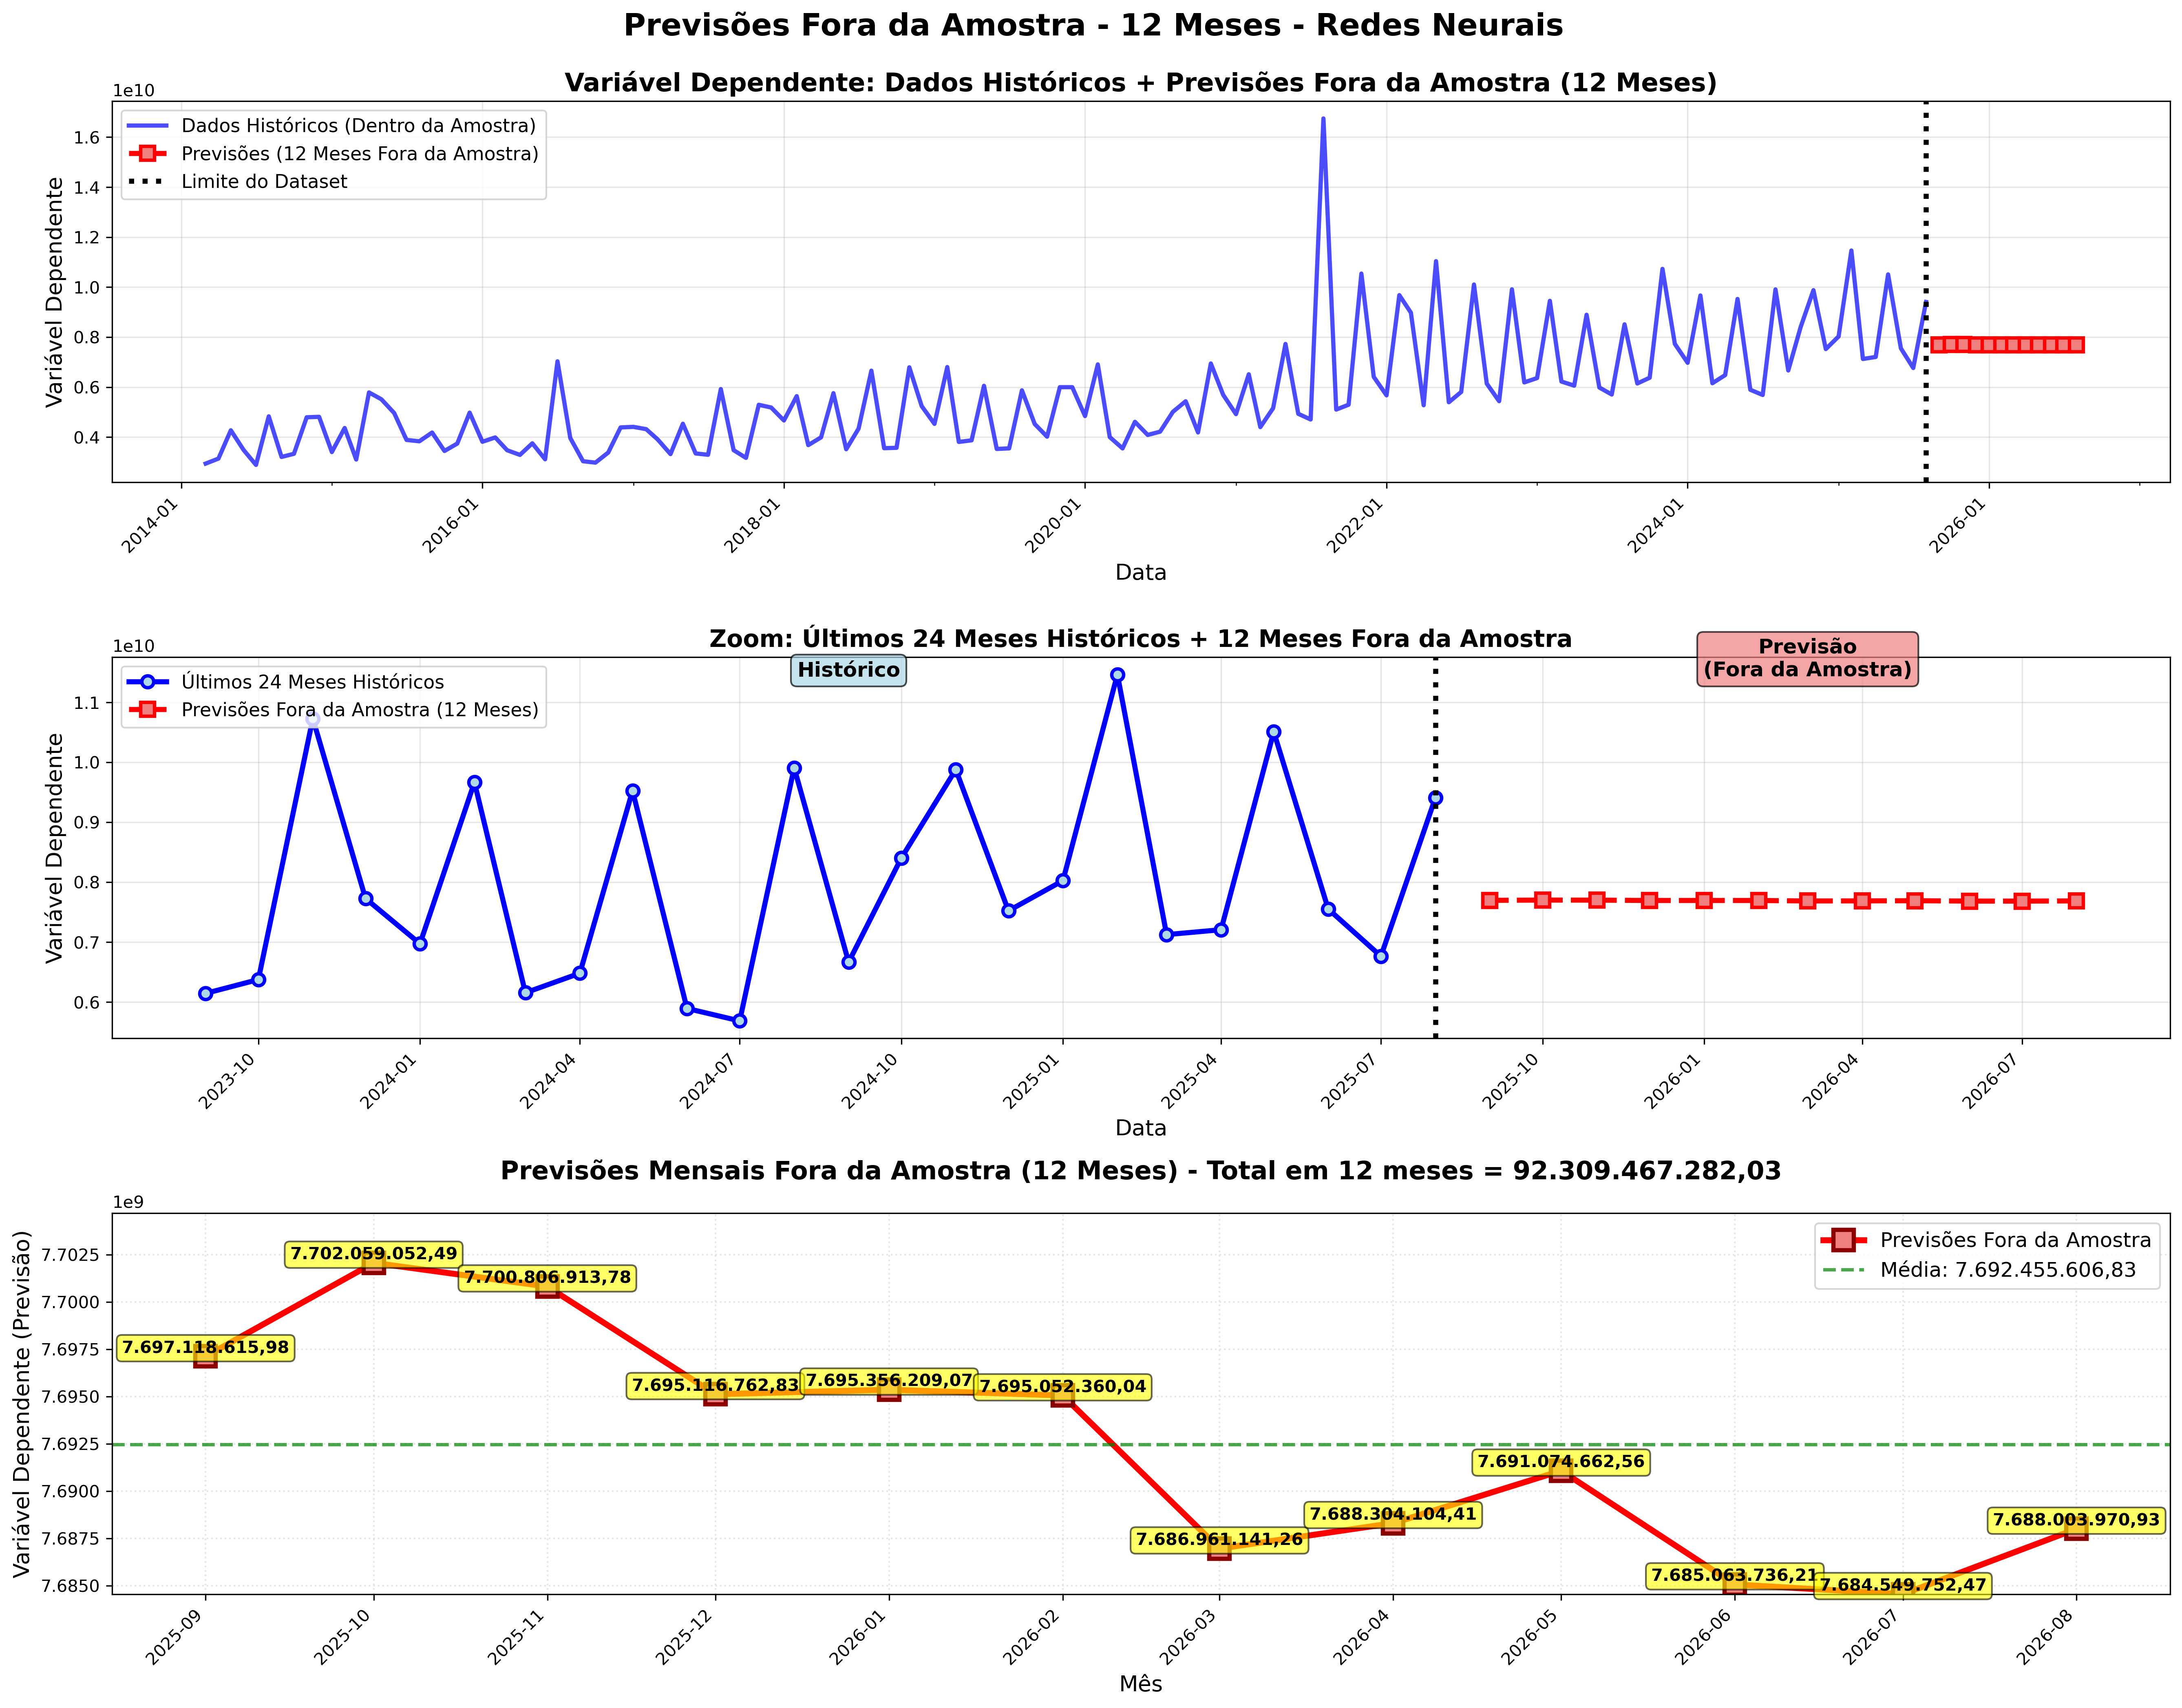 Previsões Fora da Amostra - 12 Meses - Redes Neurais
Variável Dependente: Dados Históricos + Previsões Fora da Amostra (12 Meses)
1e10
Dados Históricos (Dentro da Amostra)
Previsões (12 Meses Fora da Amostra)
Limite do Dataset
Variável Dependente
1.6
1.4
1.2
1.0
0.8
0.6
0.4
2014-01
2016-01
2018-01
2020-01
2022-01
2024-01
2026-01
Data
Zoom: Últimos 24 Meses Históricos + 12 Meses Fora da Amostra
1e10
Histórico
Previsão
(Fora da Amostra)
Últimos 24 Meses Históricos
Previsões Fora da Amostra (12 Meses)
Variável Dependente
1.1
1.0
0.9
0.8
0.7
0.6
2023-10
2024-01
2024-04
2024-07
2024-10
2025-01
2025-04
2025-07
2025-10
2026-01
2026-04
2026-07
Data
Previsões Mensais Fora da Amostra (12 Meses) - Total em 12 meses = 92.309.467.282,03
1e9
Previsões Fora da Amostra
Média: 7.692.455.606,83
Variável Dependente (Previsão)
7.7025
7.7000
7.6975
7.6950
7.6925
7.6900
7.6875
7.6850
7.697.118.615,98
7.702.059.052,49
7.700.806.913,78
7.695.116.762,83
7.695.356.209,07
7.695.052.360,04
7.686.961.141,26
7.688.304.104,41
7.691.074.662,56
7.685.063.736,21
7.684.549.752,47
7.688.003.970,93
2025-09
2025-10
2025-11
2025-12
2026-01
2026-02
2026-03
2026-04
2026-05
2026-06
2026-07
2026-08
Mês